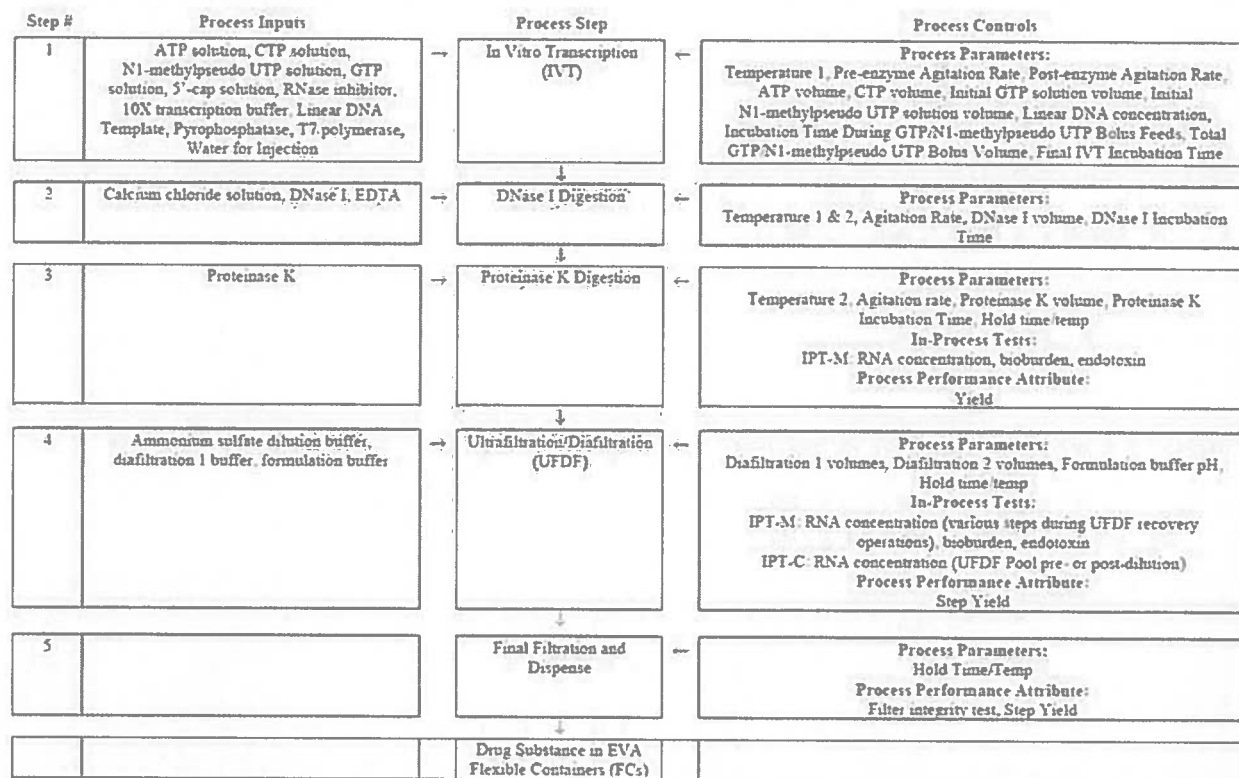 Step #
Process Inputs
Process Step
Process Controls
1
ATP solution, CTP solution,
N1-methylpseudo UTP solution, GTP
solution, 5'-cap solution, RNase inhibitor,
10X transcription buffer, Linear DNA
Template, Pyrophosphatase, T7 polymerase,
Water for Injection
→
In Vitro Transcription
(IVT)
←
Process Parameters:
Temperature 1, Pre-enzyme Agitation Rate, Post-enzyme Agitation Rate,
ATP volume, CTP volume, Initial GTP solution volume, Initial
N1-methylpseudo UTP solution volume, Linear DNA concentration,
Incubation Time During GTP/N1-methylpseudo UTP Bolus Feeds, Total
GTP/N1-methylpseudo UTP Bolus Volume, Final IVT Incubation Time
↓
2
Calcium chloride solution, DNase I, EDTA
→
DNase I Digestion
←
Process Parameters:
Temperature 1 & 2, Agitation Rate, DNase I volume, DNase I Incubation
Time
↓
3
Proteinase K
→
Proteinase K Digestion
←
Process Parameters:
Temperature 2, Agitation rate, Proteinase K volume, Proteinase K
Incubation Time, Hold time/temp
In-Process Tests:
IPT-M: RNA concentration, bioburden, endotoxin
Process Performance Attribute:
Yield
↓
4
Ammonium sulfate dilution buffer,
diafiltration 1 buffer, formulation buffer
→
Ultrafiltration/Diafiltration
(UFDF)
←
Process Parameters:
Diafiltration 1 volumes, Diafiltration 2 volumes, Formulation buffer pH,
Hold time/temp
In-Process Tests:
IPT-M: RNA concentration (various steps during UFDF recovery
operations), bioburden, endotoxin
IPT-C: RNA concentration (UFDF Pool pre- or post-dilution)
Process Performance Attribute:
Step Yield
↓
5
Final Filtration and
Dispense
←
Process Parameters:
Hold Time/Temp
Process Performance Attribute:
Filter integrity test, Step Yield
↓
Drug Substance in EVA
Flexible Containers (FCs)